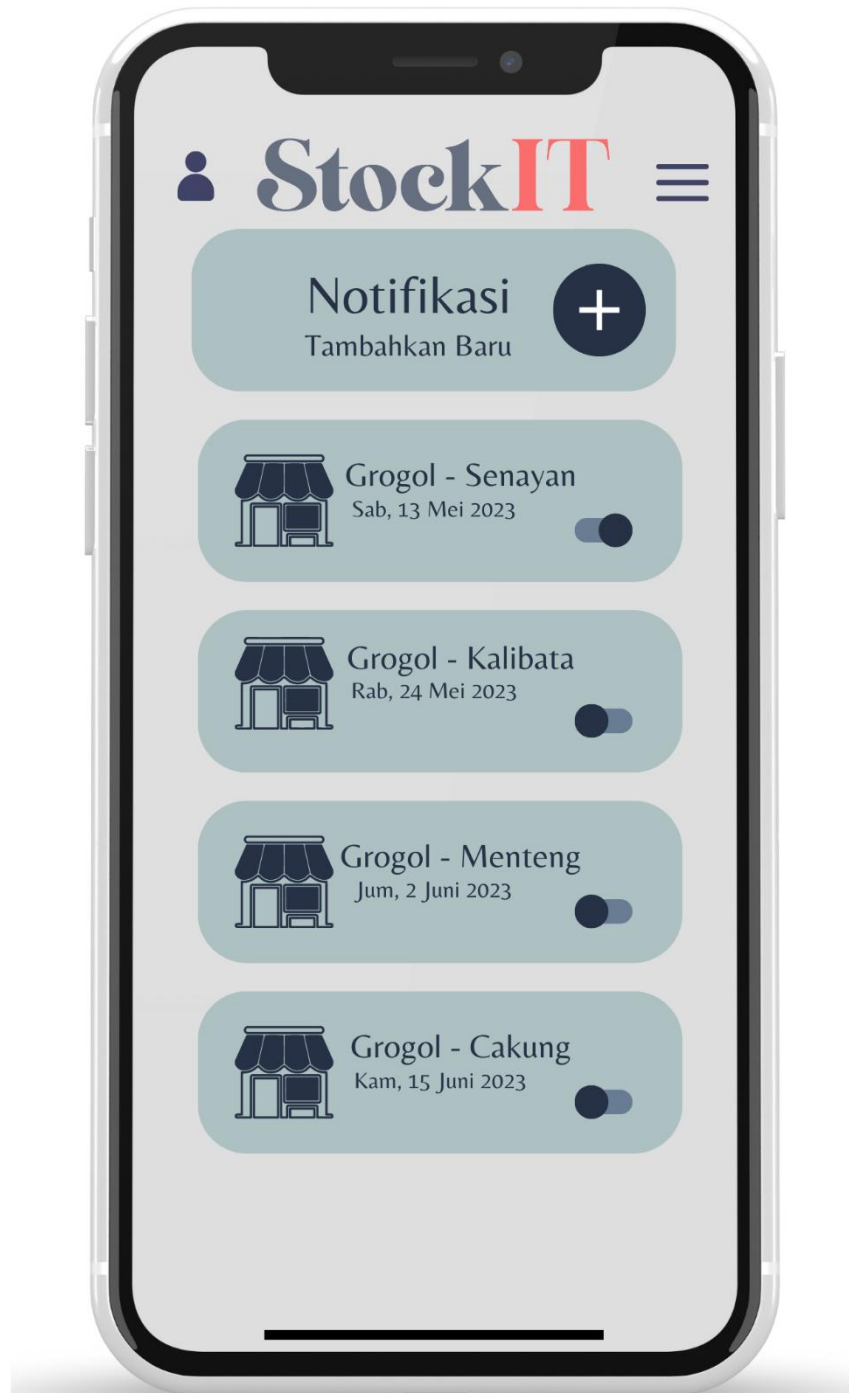 StockIT
Notifikasi
Tambahkan Baru
Grogol - Senayan
Sab, 13 Mei 2023
Grogol - Kalibata
Rab, 24 Mei 2023
Grogol - Menteng
Jum, 2 Juni 2023
Grogol - Cakung
Kam, 15 Juni 2023